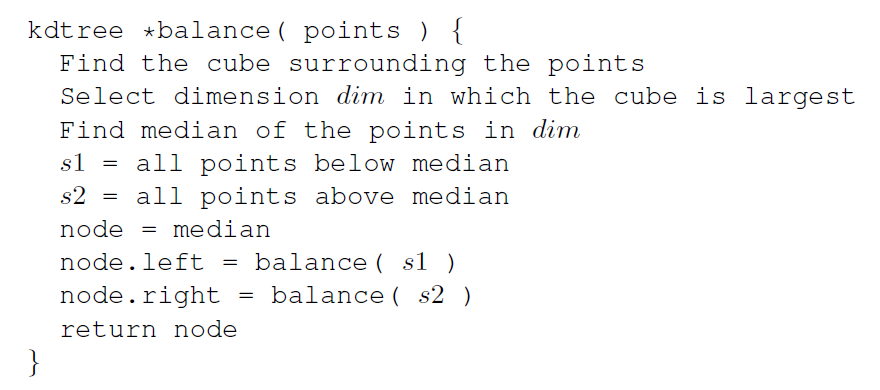 kdtree *balance( points ) {
Find the cube surrounding the points
Select dimension dim in which the cube is largest
Find median of the points in dim
s1 = all points below median
s2 = all points above median
node = median
node.left = balance( s1 )
node.right = balance( s2 )
return node
}